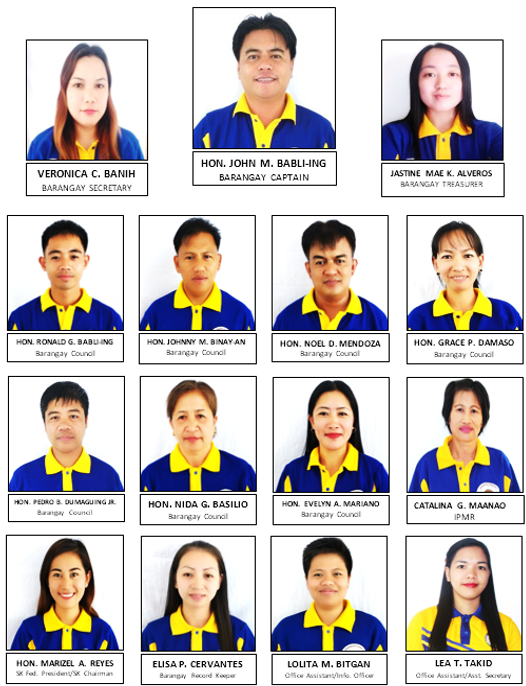 VERONICA C. BANIH
BARANGAY SECRETARY
HON. JOHN M. BABLI-ING
BARANGAY CAPTAIN
JASTINE MAE K. ALVEROS
BARANGAY TREASURER
HON. RONALD G. BABLI-ING
Barangay Council
HON. JOHNNY M. BINAY-AN
Barangay Council
HON. NOEL D. MENDOZA
Barangay Council
HON. GRACE P. DAMASO
Barangay Council
HON. PEDRO B. DUMAGUING JR.
Barangay Council
HON. NIDA G. BASILIO
Barangay Council
HON. EVELYN A. MARIANO
Barangay Council
CATALINA G. MAANAO
IPMR
HON. MARIZEL A. REYES
SK Fed. President/SK Chairman
ELISA P. CERVANTES
Barangay Record Keeper
LOLITA M. BITGAN
Office Assistant/Info. Officer
LEA T. TAKID
Office Assistant/Asst. Secretary